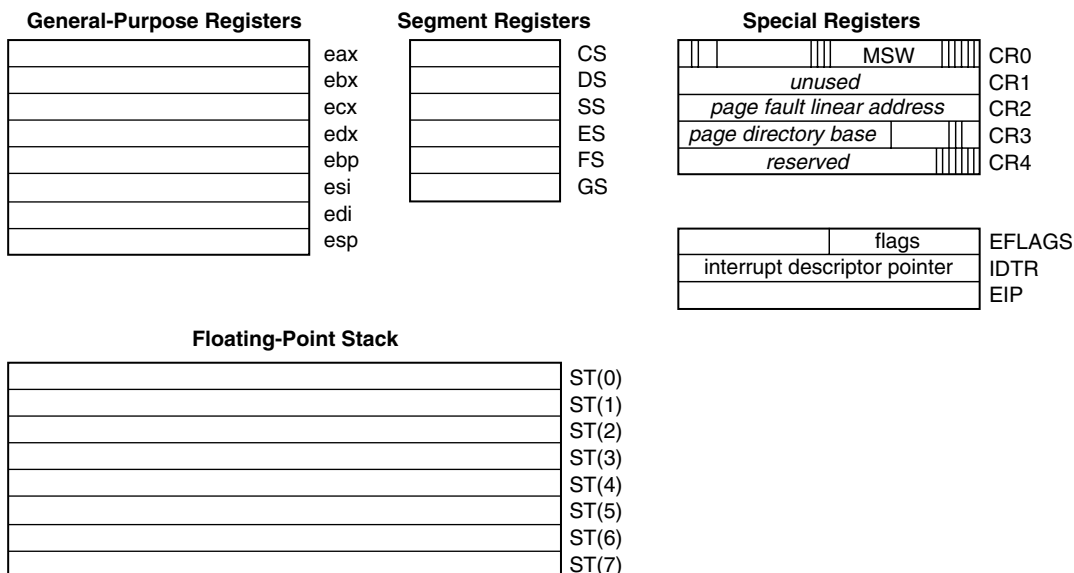 General-Purpose Registers
eax
ebx
ecx
edx
ebp
esi
edi
esp
Segment Registers
CS
DS
SS
ES
FS
GS
Special Registers
MSW CR0
unused CR1
page fault linear address CR2
page directory base CR3
reserved CR4
flags EFLAGS
interrupt descriptor pointer IDTR
EIP
Floating-Point Stack
ST(0)
ST(1)
ST(2)
ST(3)
ST(4)
ST(5)
ST(6)
ST(7)